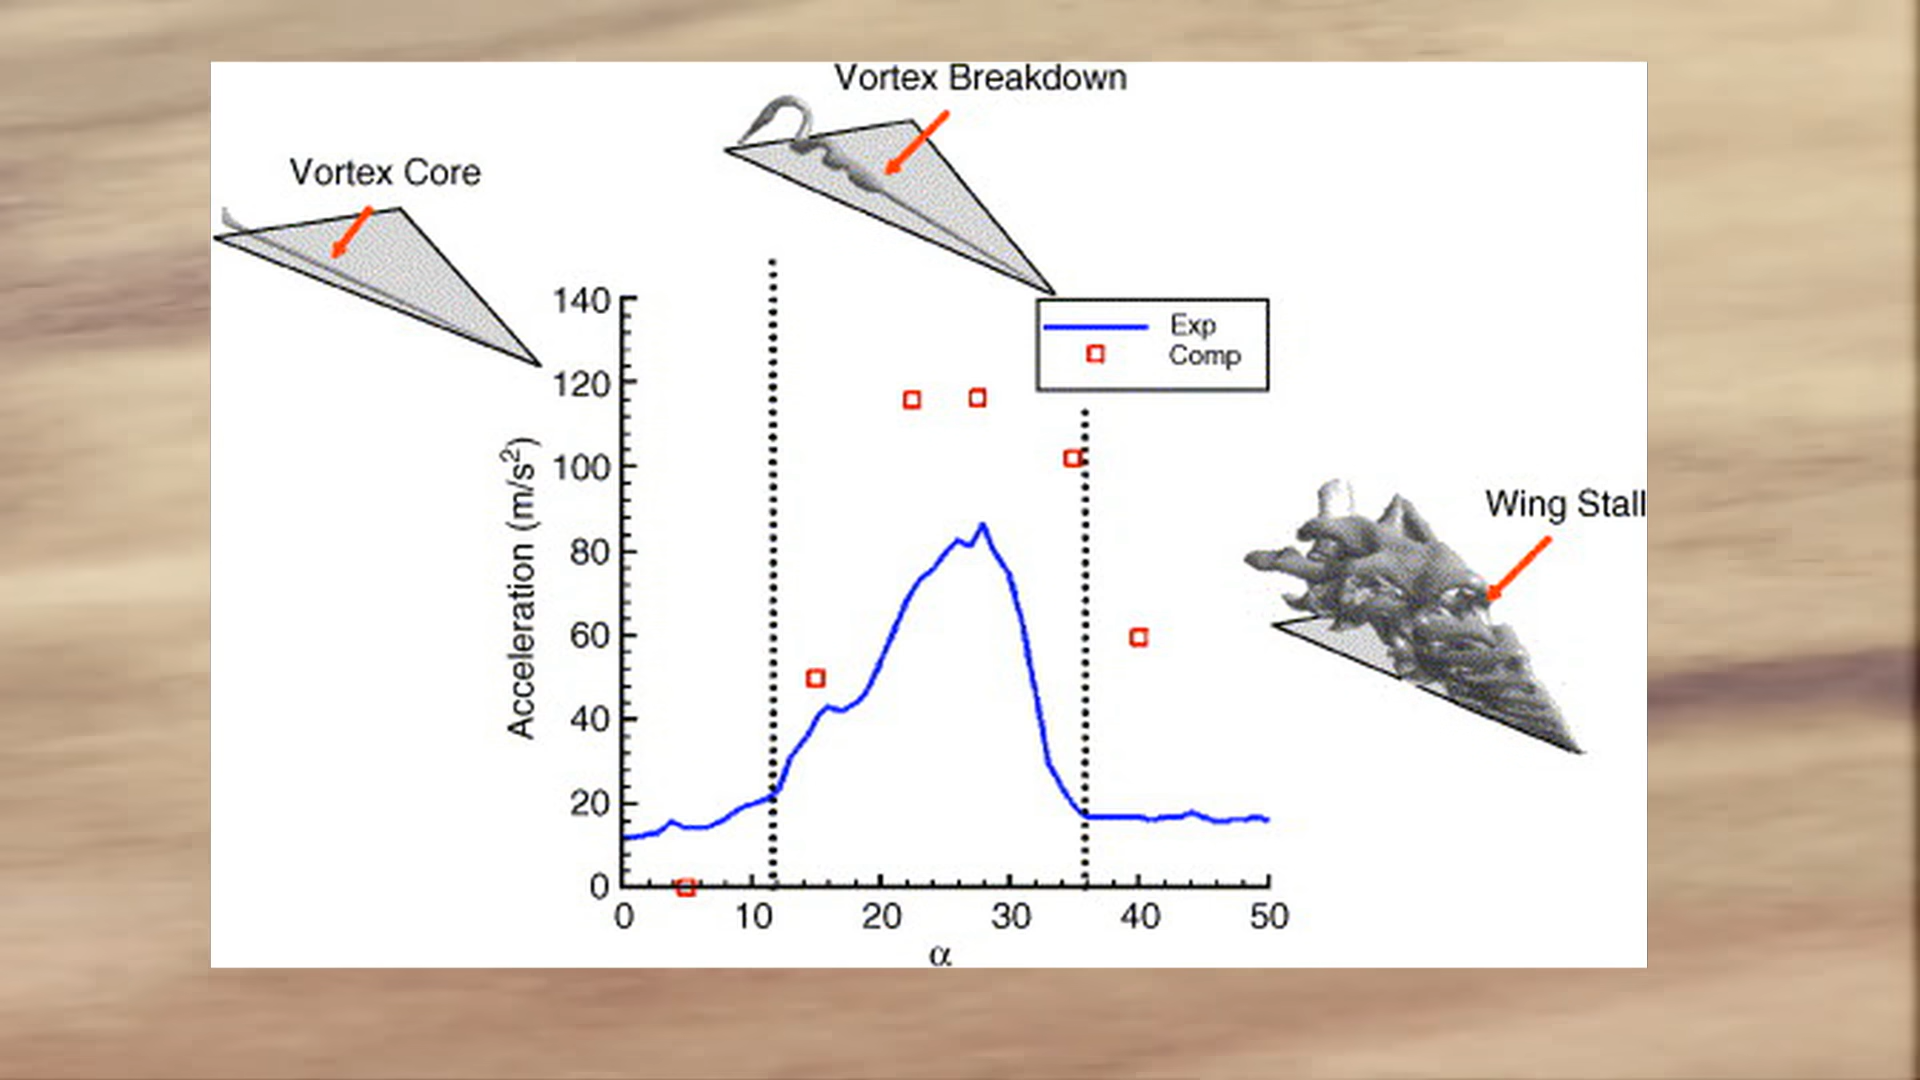 Vortex Breakdown
Vortex Core
Exp
Comp
Wing Stall
Acceleration (m/s²)
140
120
100
80
60
40
20
0
0 10 20 30 40 50
α